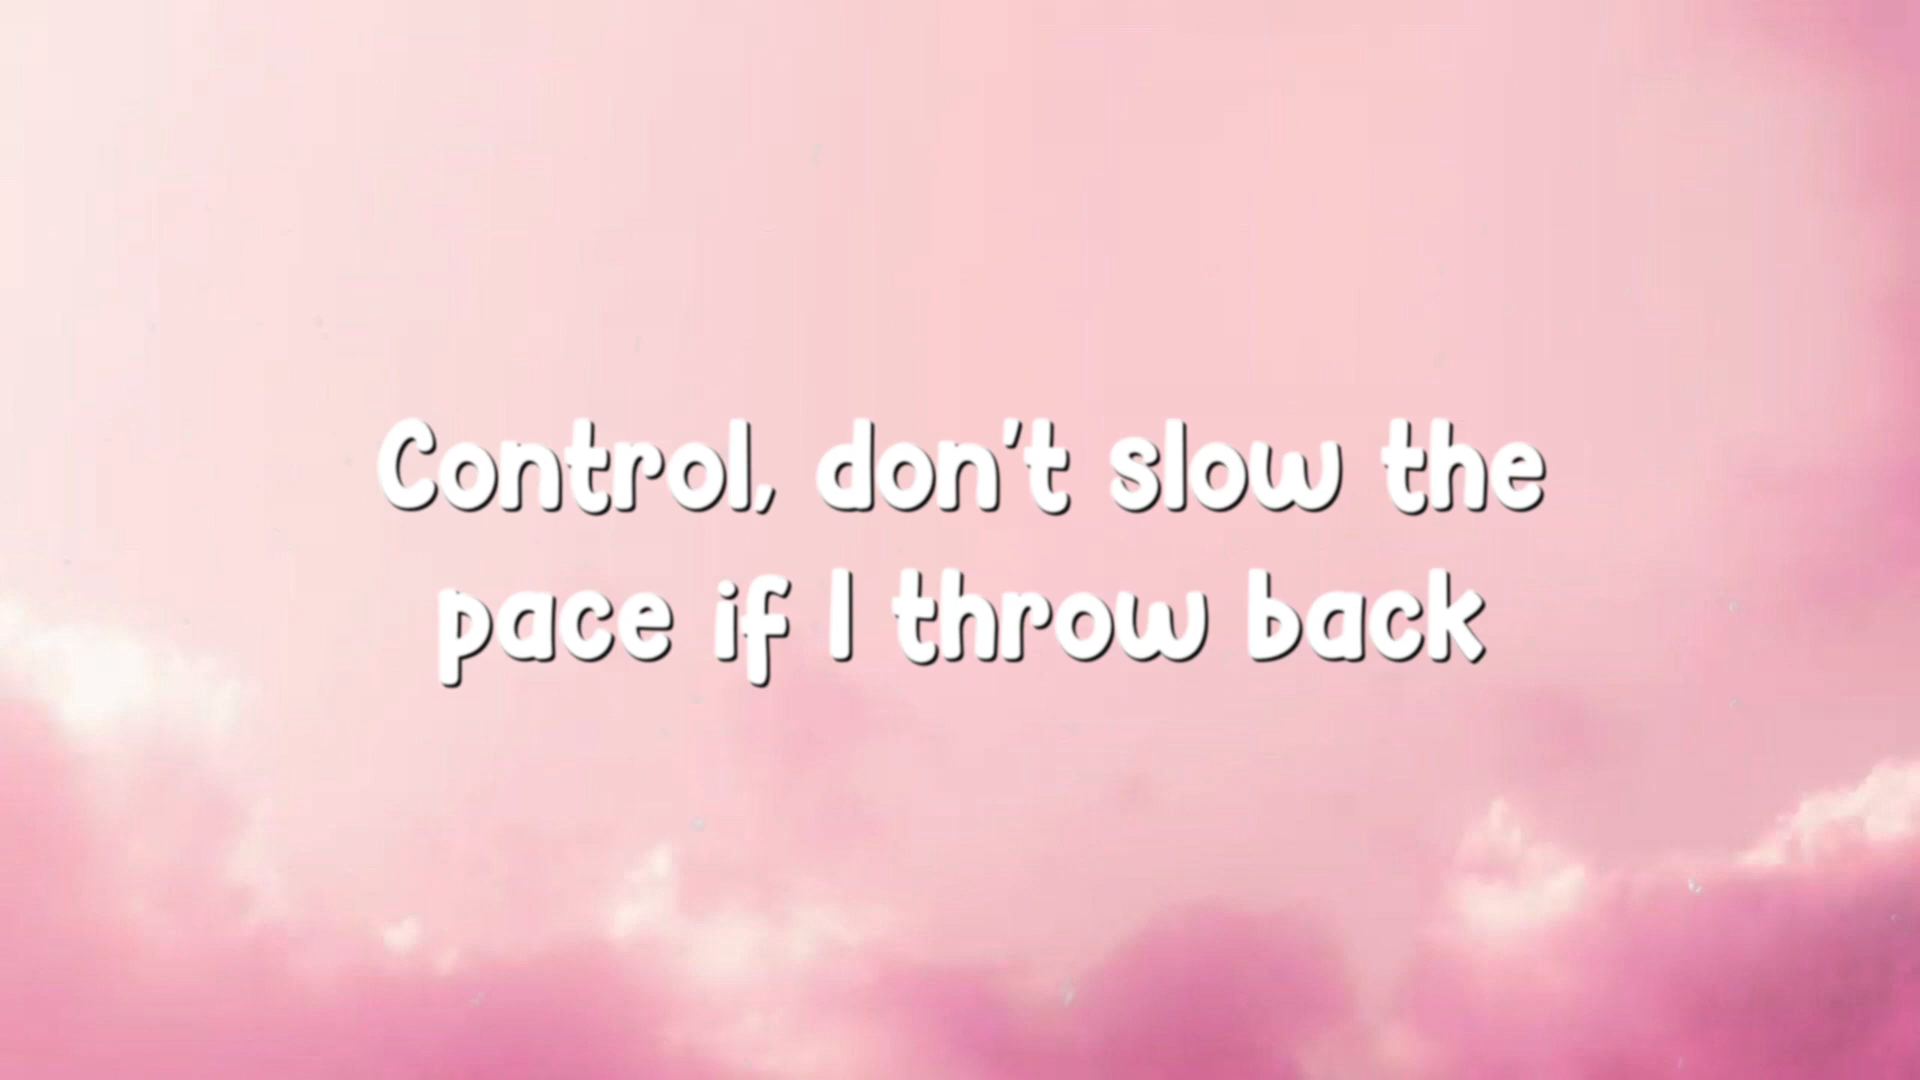 Control, don't slow the
pace if I throw back